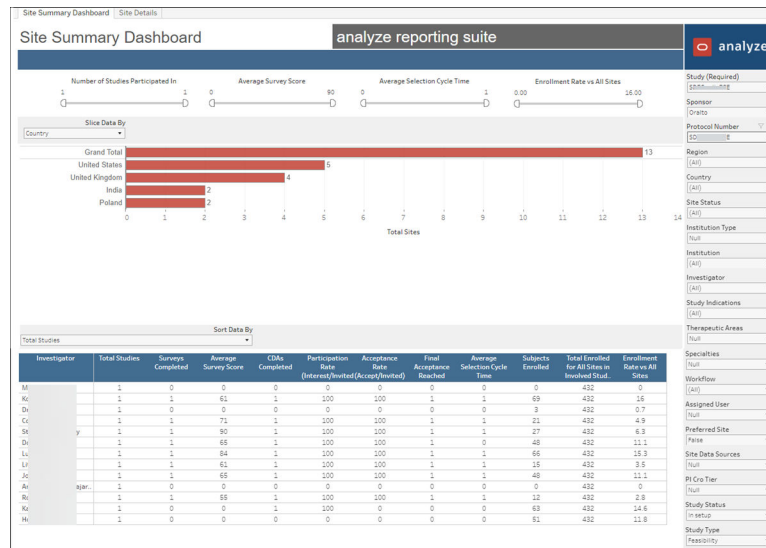 Site Summary Dashboard Site Details
Site Summary Dashboard
analyze reporting suite
analyze
Number of Studies Participated In
1 1
Average Survey Score
0 90
Average Selection Cycle Time
0 1
Enrollment Rate vs All Sites
0.00 16.00
Slice Data By
Country
Grand Total 13
United States 5
United Kingdom 4
India 2
Poland 2
0 1 2 3 4 5 6 7 8 9 10 11 12 13 14
Total Sites
Sort Data By
Total Studies
Investigator Total Studies Surveys Completed Average Survey Score CDAs Completed Participation Rate (Interest/Invited) Acceptance Rate (Accept/Invited) Final Acceptance Reached Average Selection Cycle Time Subjects Enrolled Total Enrolled for All Sites in Involved Stud.. Enrollment Rate vs All Sites
1 0 0 0 0 0 0 0 0 432 0
1 1 61 1 100 100 1 1 69 432 16
1 0 0 0 0 0 0 0 3 432 0.7
1 1 71 1 100 100 1 1 21 432 4.9
1 1 90 1 100 100 1 1 27 432 6.3
1 1 65 1 100 100 1 0 48 432 11.1
1 1 84 1 100 100 1 1 66 432 15.3
1 1 61 1 100 100 1 1 15 432 3.5
1 1 65 1 100 100 1 1 48 432 11.1
1 0 0 0 0 0 0 0 0 432 0
1 1 55 1 100 100 1 1 12 432 2.8
1 0 0 1 100 0 0 0 63 432 14.6
1 0 0 0 0 0 0 0 51 432 11.8
Study (Required)
Sponsor
Oralto
Protocol Number
Region
(All)
Country
(All)
Site Status
(All)
Institution Type
Null
Institution
(All)
Investigator
(All)
Study Indications
(All)
Therapeutic Areas
Null
Specialties
Null
Workflow
(All)
Assigned User
Null
Preferred Site
False
Site Data Sources
Null
PI Cro Tier
Null
Study Status
In setup
Study Type
Feasibility